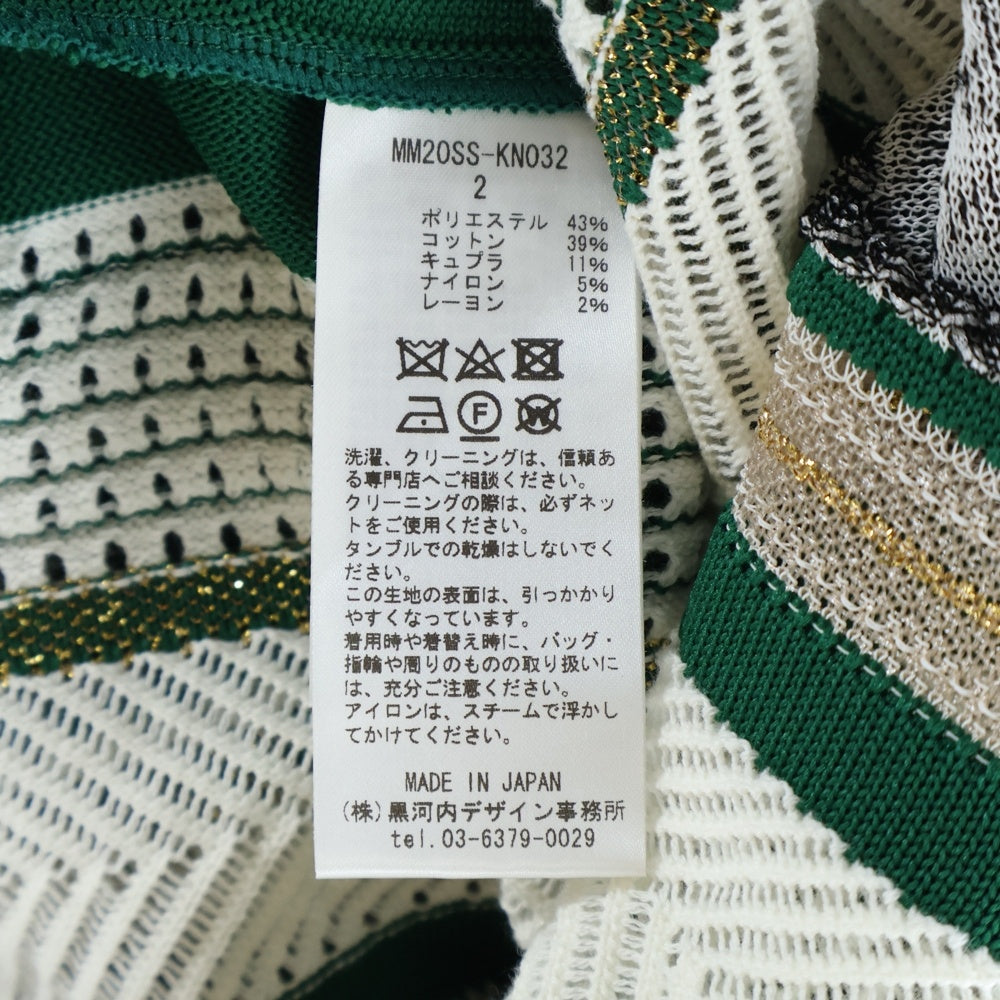 MM20SS-KN032
2
ポリエステル 43%
コットン 39%
キュプラ 11%
ナイロン 5%
レーヨン 2%
F
W
洗濯、クリーニングは、信頼あ
る専門店へご相談ください。
クリーニングの際は、必ずネッ
トをご使用ください。
タンブルでの乾燥はしないでく
ださい。
この生地の表面は、引っかかり
やすくなっています。
着用時や着替え時に、バッグ・
指輪や周りのものの取り扱いに
は、充分ご注意ください。
アイロンは、スチームで浮かし
てかけてください。
MADE IN JAPAN
(株)黒河内デザイン事務所
tel.03-6379-0029